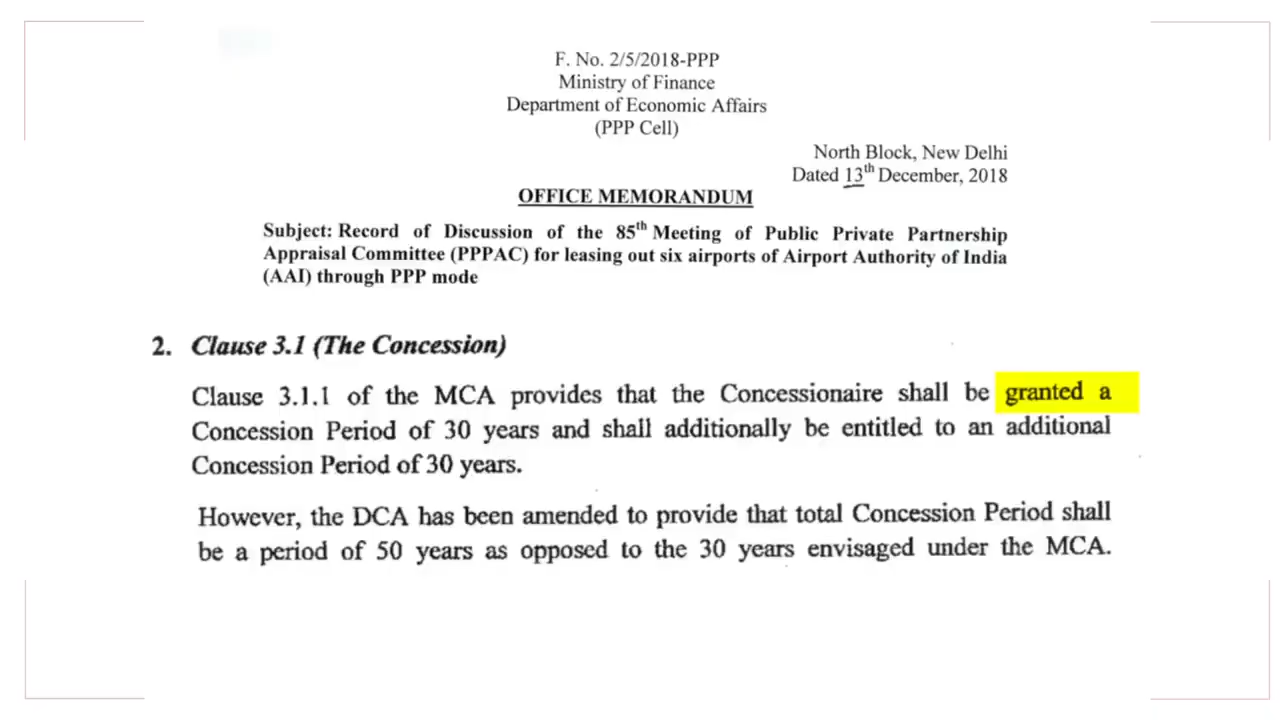 F. No. 2/5/2018-PPP
Ministry of Finance
Department of Economic Affairs
(PPP Cell)
North Block, New Delhi
Dated 13th December, 2018
OFFICE MEMORANDUM
Subject: Record of Discussion of the 85th Meeting of Public Private Partnership
Appraisal Committee (PPPAC) for leasing out six airports of Airport Authority of India
(AAI) through PPP mode
2. Clause 3.1 (The Concession)
Clause 3.1.1 of the MCA provides that the Concessionaire shall be granted a
Concession Period of 30 years and shall additionally be entitled to an additional
Concession Period of 30 years.
However, the DCA has been amended to provide that total Concession Period shall
be a period of 50 years as opposed to the 30 years envisaged under the MCA.